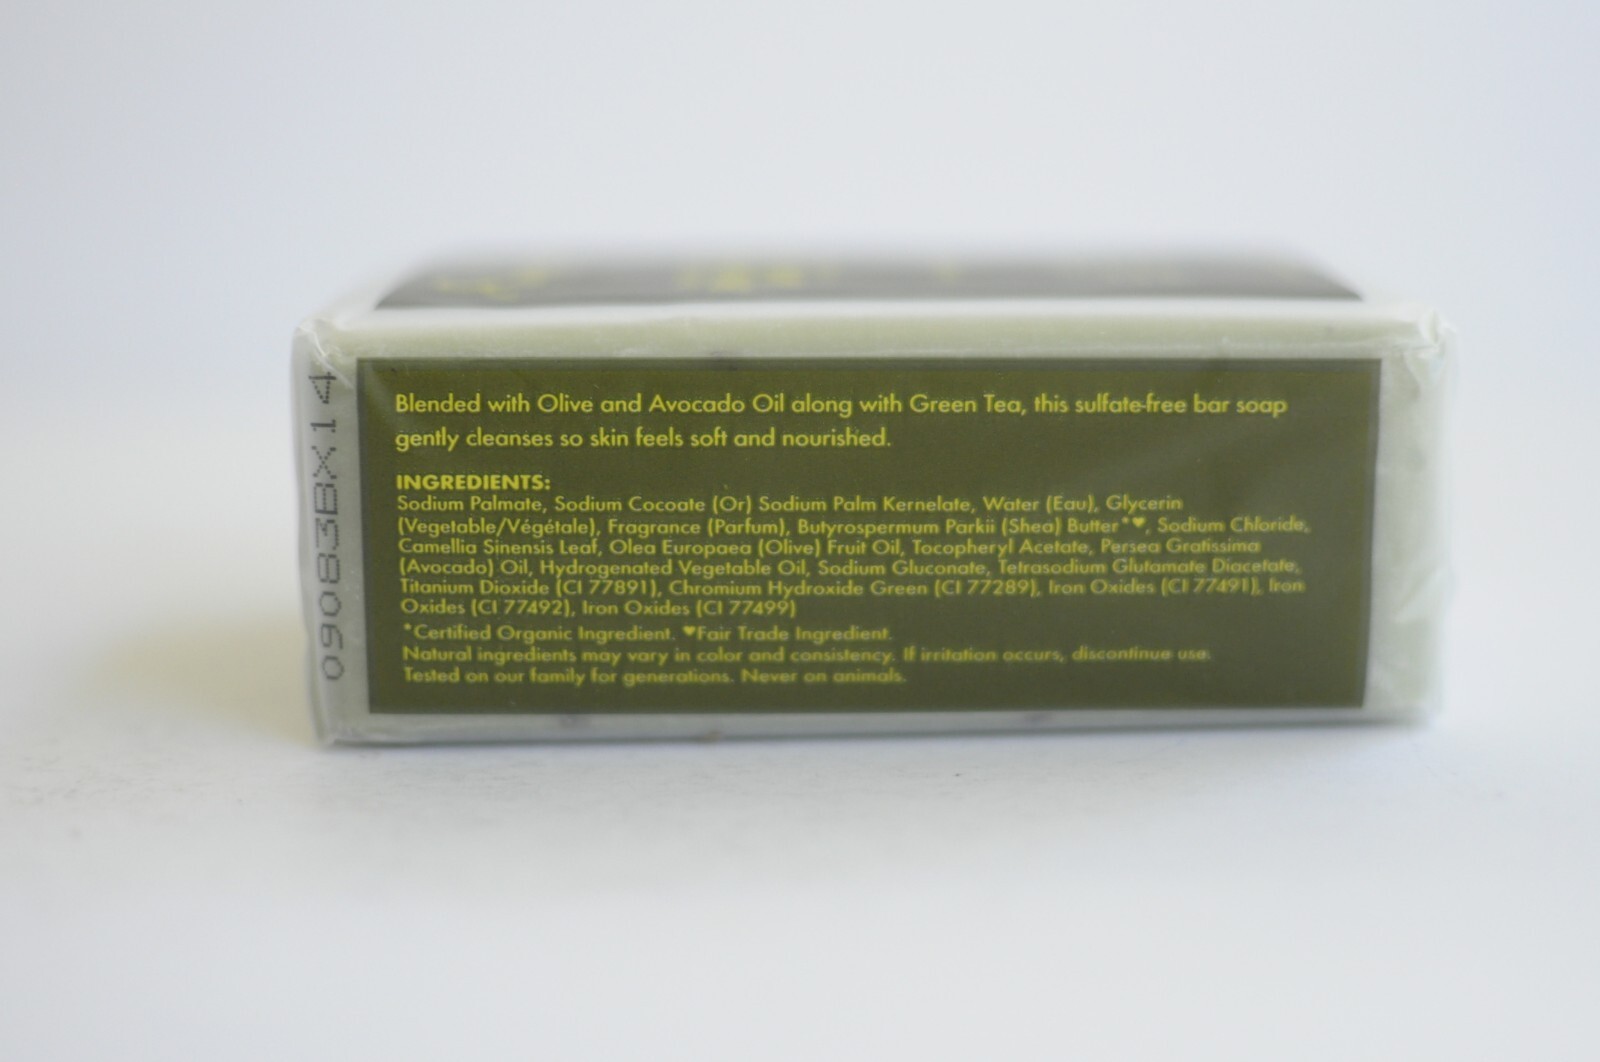 Blended with Olive and Avocado Oil along with Green Tea, this sulfate-free bar soap
gently cleanses so skin feels soft and nourished.
INGREDIENTS:
Sodium Palmate, Sodium Cocoate (Or) Sodium Palm Kernelate, Water (Eau), Glycerin
(Vegetable/Végétale), Fragrance (Parfum), Butyrospermum Parkii (Shea) Butter*♥, Sodium Chloride,
Camellia Sinensis Leaf, Olea Europaea (Olive) Fruit Oil, Tocopheryl Acetate, Persea Gratissima
(Avocado) Oil, Hydrogenated Vegetable Oil, Sodium Gluconate, Tetrasodium Glutamate Diacetate,
Titanium Dioxide (CI 77891), Chromium Hydroxide Green (CI 77289), Iron Oxides (CI 77491), Iron
Oxides (CI 77492), Iron Oxides (CI 77499)
*Certified Organic Ingredient. ♥Fair Trade Ingredient.
Natural ingredients may vary in color and consistency. If irritation occurs, discontinue use.
Tested on our family for generations. Never on animals.
09083BX14